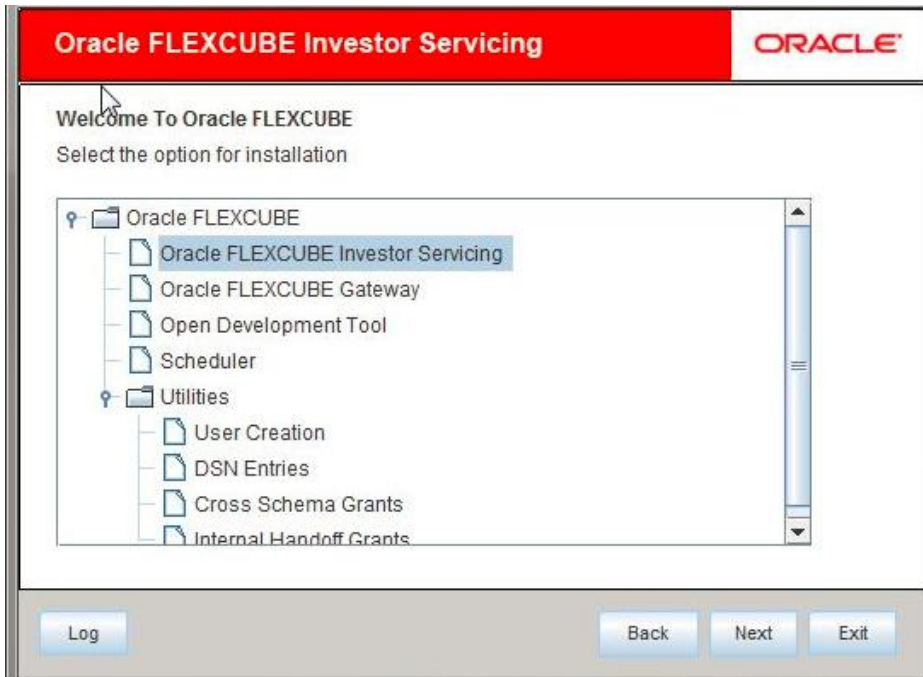 Oracle FLEXCUBE Investor Servicing
ORACLE
Welcome To Oracle FLEXCUBE
Select the option for installation
Oracle FLEXCUBE
Oracle FLEXCUBE Investor Servicing
Oracle FLEXCUBE Gateway
Open Development Tool
Scheduler
Utilities
User Creation
DSN Entries
Cross Schema Grants
Internal Handoff Grants
Log
Back
Next
Exit